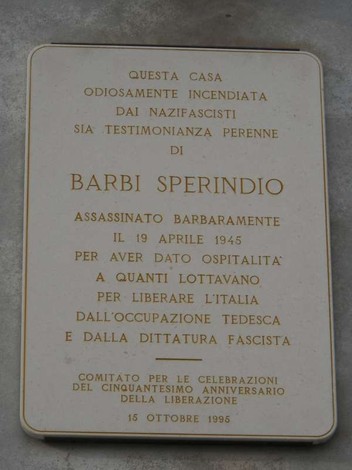 QUESTA CASA
ODIOSAMENTE INCENDIATA
DAI NAZIFASCISTI
SIA TESTIMONIANZA PERENNE
DI
BARBI SPERINDIO
ASSASSINATO BARBARAMENTE
IL 19 APRILE 1945
PER AVER DATO OSPITALITA'
A QUANTI LOTTAVANO
PER LIBERARE L'ITALIA
DALL'OCCUPAZIONE TEDESCA
E DALLA DITTATURA FASCISTA
COMITATO PER LE CELEBRAZIONI
DEL CINQUANTESIMO ANNIVERSARIO
DELLA LIBERAZIONE
15 OTTOBRE 1995